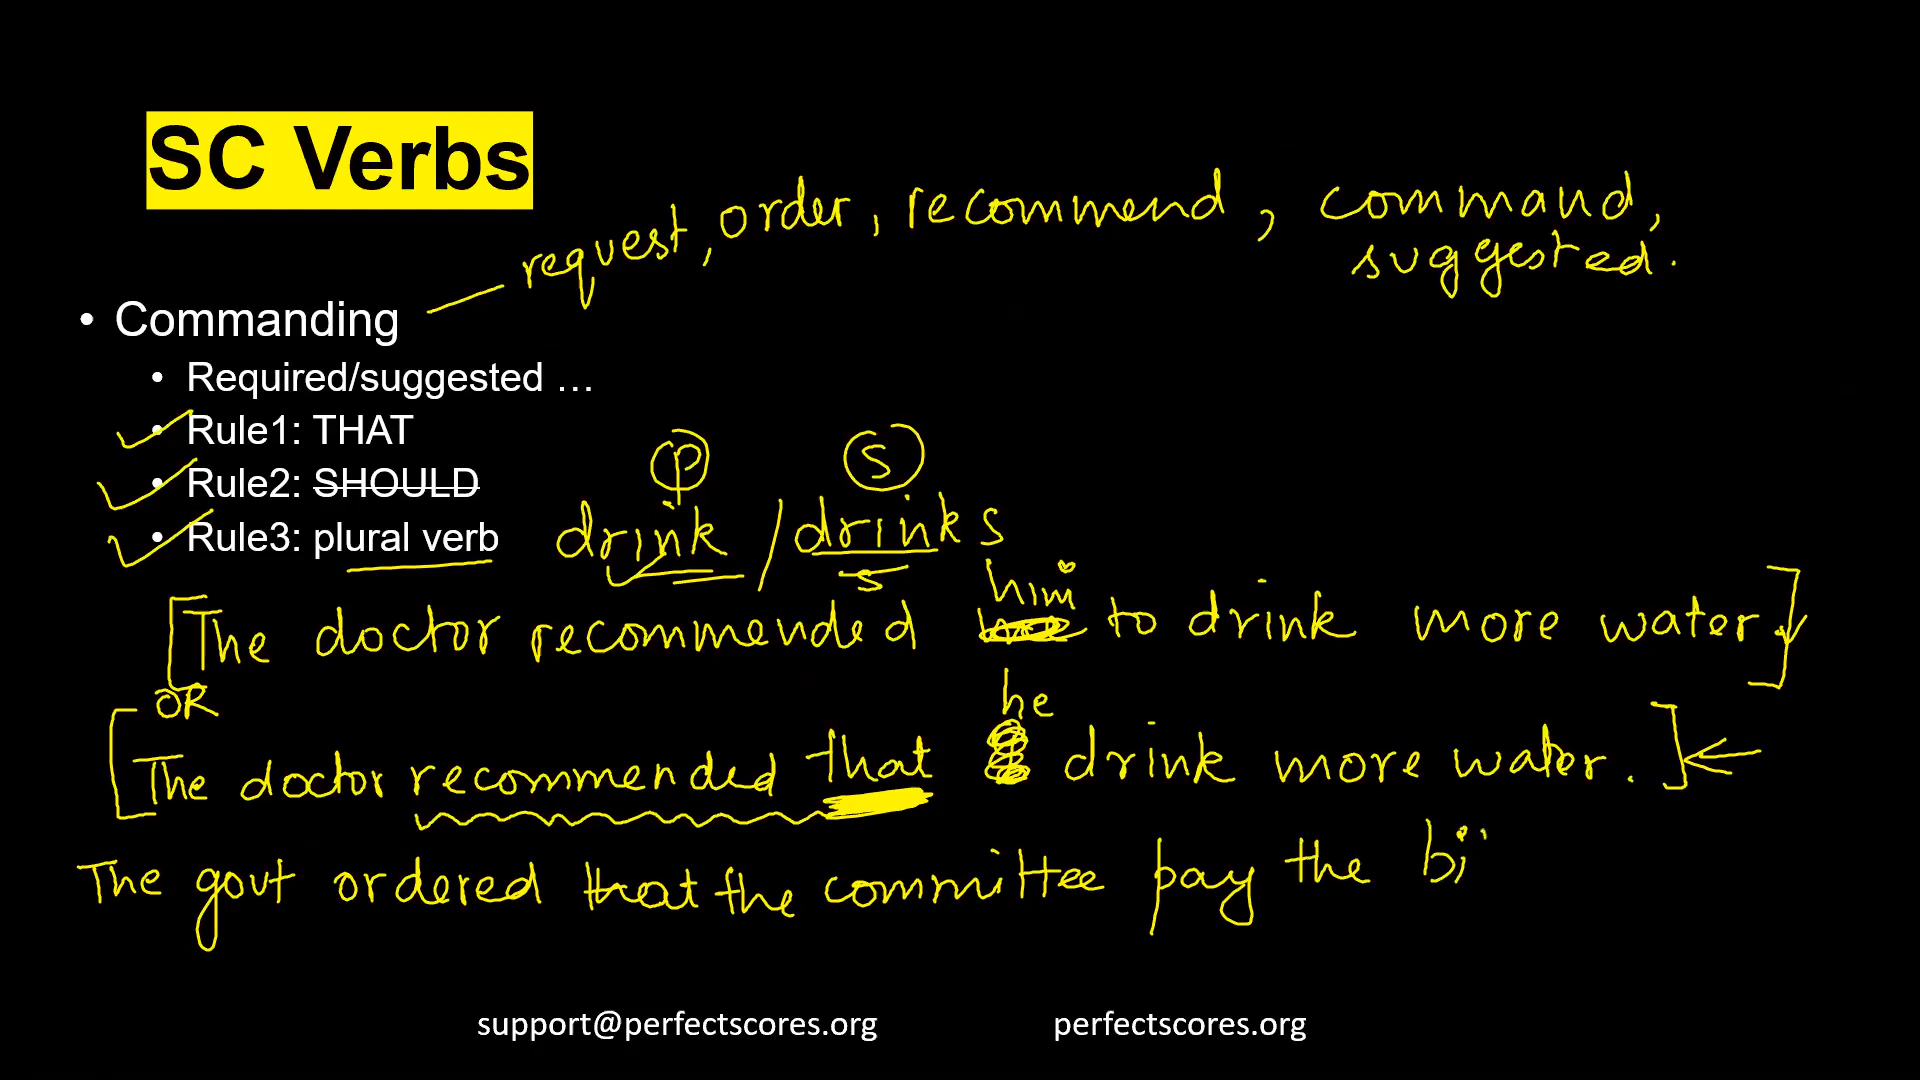 SC Verbs
request, order, recommend, command,
suggested.
• Commanding
• Required/suggested ...
• Rule1: THAT
P S
• Rule2: SHOULD
• Rule3: plural verb drink / drinks
s
him
The doctor recommended to drink more water.
OR
he
The doctor recommended that drink more water.
The govt ordered that the committee pay the bi
support@perfectscores.org perfectscores.org